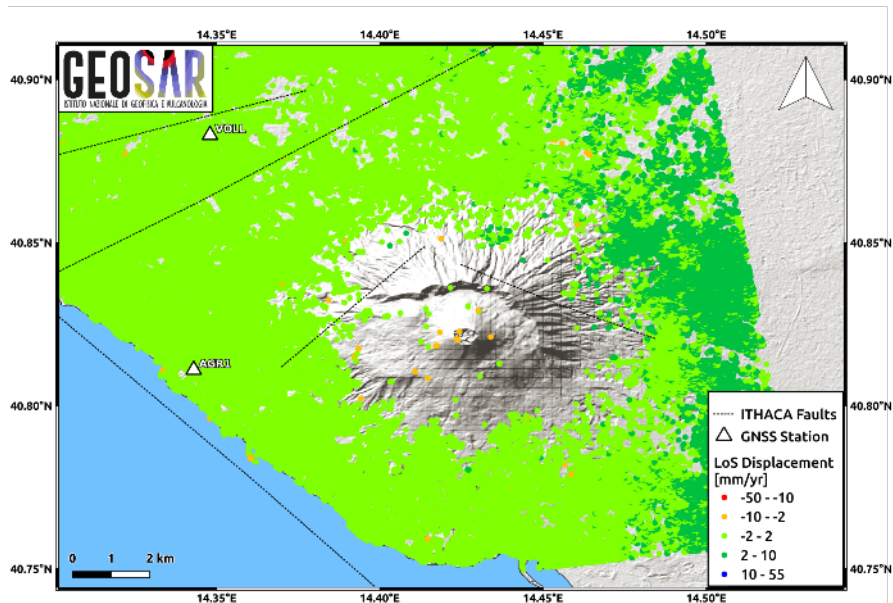 14.35°E 14.40°E 14.45°E 14.50°E
GEOSAR
ISTITUTO NAZIONALE DI GEOFISICA E VULCANOLOGIA
40.90°N 40.90°N
VOLL
40.85°N 40.85°N
AGR1
40.80°N 40.80°N
ITHACA Faults
GNSS Station
LoS Displacement
[mm/yr]
-50 - -10
-10 - -2
-2 - 2
2 - 10
10 - 55
0 1 2 km
40.75°N 40.75°N
14.35°E 14.40°E 14.45°E 14.50°E